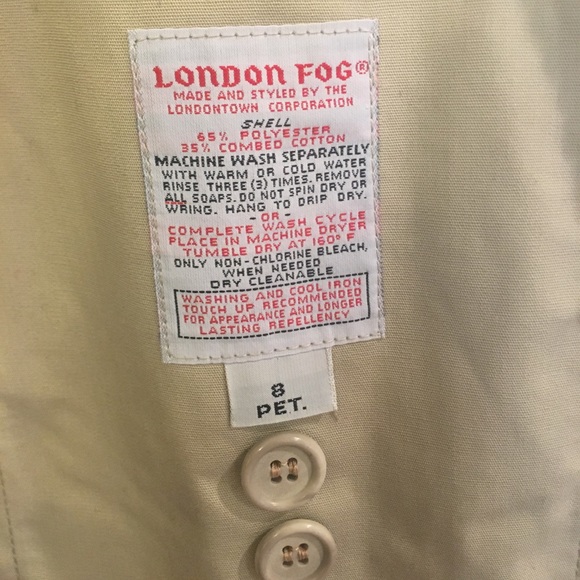 LONDON FOG®
MADE AND STYLED BY THE
LONDONTOWN CORPORATION
SHELL
65% POLYESTER
35% COMBED COTTON
MACHINE WASH SEPARATELY
WITH WARM OR COLD WATER
RINSE THREE (3) TIMES. REMOVE
ALL SOAPS. DO NOT SPIN DRY OR
WRING. HANG TO DRIP DRY.
- OR -
COMPLETE WASH CYCLE
PLACE IN MACHINE DRYER
TUMBLE DRY AT 160° F
ONLY NON-CHLORINE BLEACH,
WHEN NEEDED
DRY CLEANABLE
WASHING AND COOL IRON
TOUCH UP RECOMMENDED
FOR APPEARANCE AND LONGER
LASTING REPELLENCY
8
PET.